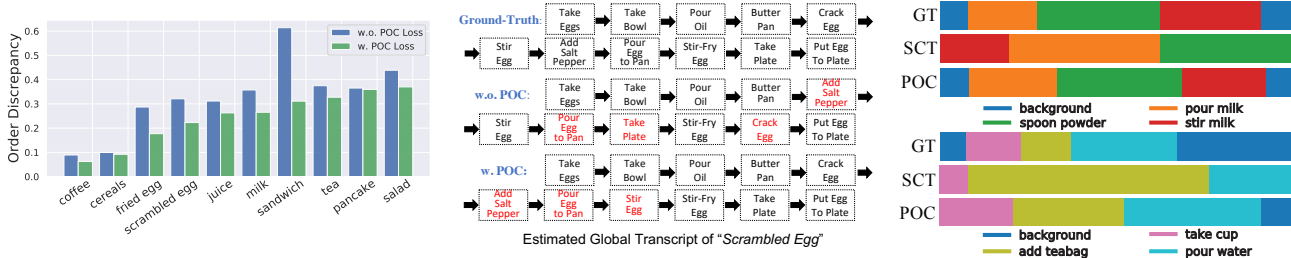 Order Discrepancy
0.6
0.5
0.4
0.3
0.2
0.1
0.0
w.o. POC Loss
w. POC Loss
coffee
cereals
fried egg
scrambled egg
juice
milk
sandwich
tea
pancake
salad
Ground-Truth:
Take Eggs
Take Bowl
Pour Oil
Butter Pan
Crack Egg
Stir Egg
Add Salt Pepper
Pour Egg to Pan
Stir-Fry Egg
Take Plate
Put Egg To Plate
w.o. POC:
Take Eggs
Take Bowl
Pour Oil
Butter Pan
Add Salt Pepper
Stir Egg
Pour Egg to Pan
Take Plate
Stir-Fry Egg
Crack Egg
Put Egg To Plate
w. POC:
Take Eggs
Take Bowl
Pour Oil
Butter Pan
Crack Egg
Add Salt Pepper
Pour Egg to Pan
Stir Egg
Stir-Fry Egg
Take Plate
Put Egg To Plate
Estimated Global Transcript of "Scrambled Egg"
GT
SCT
POC
background
pour milk
spoon powder
stir milk
GT
SCT
POC
background
take cup
add teabag
pour water